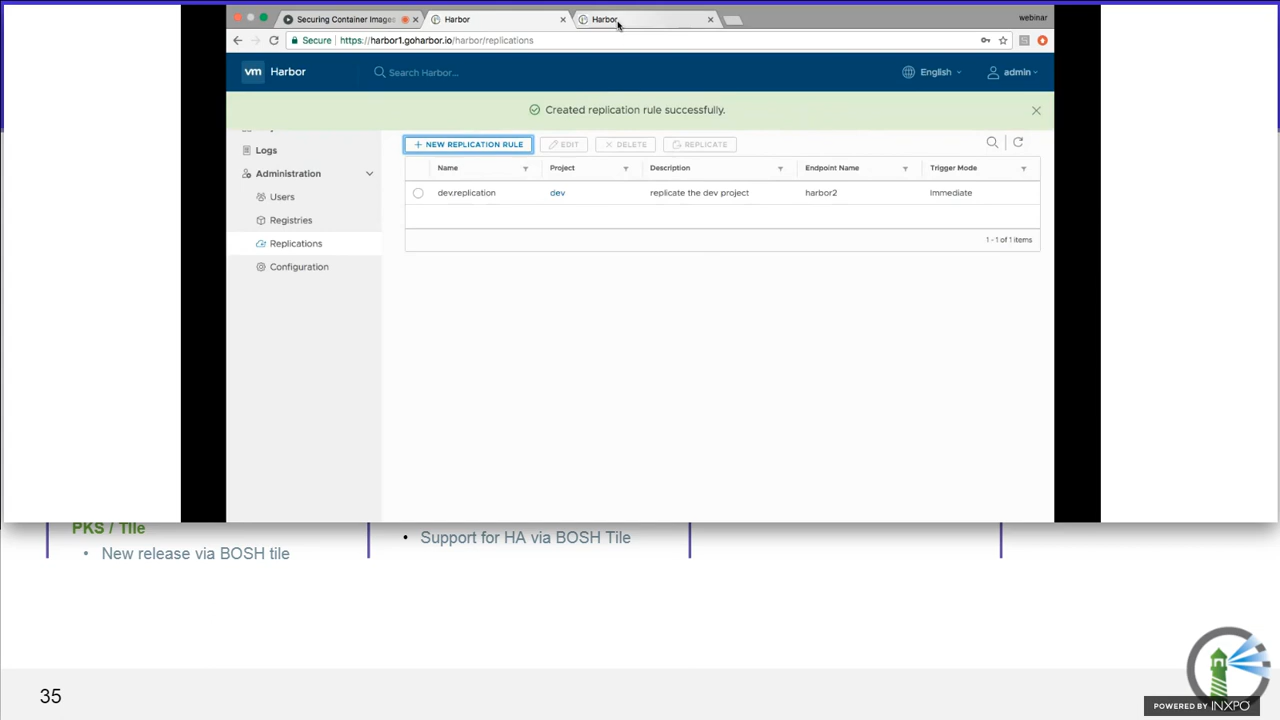 Securing Container Images
Harbor
Harbor
webinar
Secure
https://harbor1.goharbor.io/harbor/replications
vm
Harbor
Search Harbor...
English
admin
Created replication rule successfully.
Logs
Administration
Users
Registries
Replications
Configuration
+ NEW REPLICATION RULE
EDIT
DELETE
REPLICATE
Name
Project
Description
Endpoint Name
Trigger Mode
dev.replication
dev
replicate the dev project
harbor2
Immediate
1 - 1 of 1 items
PKS / Tile
• New release via BOSH tile
• Support for HA via BOSH Tile
35
POWERED BY INXPO